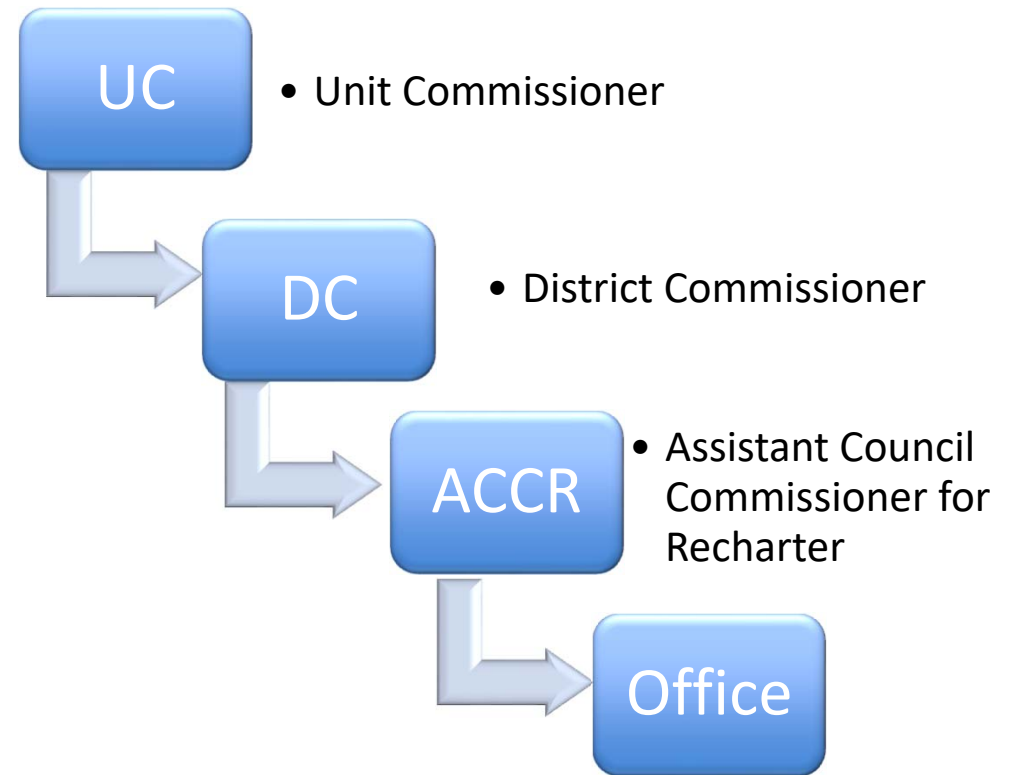 UC
• Unit Commissioner
DC
• District Commissioner
ACCR
• Assistant Council
Commissioner for
Recharter
Office